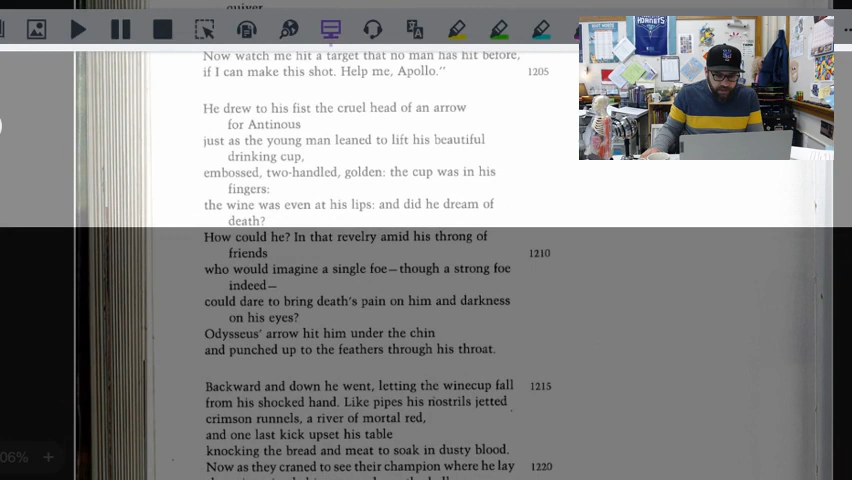 quiver.
Now watch me hit a target that no man has hit before,
if I can make this shot. Help me, Apollo.” 1205
He drew to his fist the cruel head of an arrow
for Antinous
just as the young man leaned to lift his beautiful
drinking cup,
embossed, two-handled, golden: the cup was in his
fingers:
the wine was even at his lips: and did he dream of
death?
How could he? In that revelry amid his throng of
friends 1210
who would imagine a single foe—though a strong foe
indeed—
could dare to bring death's pain on him and darkness
on his eyes?
Odysseus' arrow hit him under the chin
and punched up to the feathers through his throat.
Backward and down he went, letting the winecup fall 1215
from his shocked hand. Like pipes his nostrils jetted
crimson runnels, a river of mortal red,
and one last kick upset his table
knocking the bread and meat to soak in dusty blood.
Now as they craned to see their champion where he lay 1220
06%
HORNETS